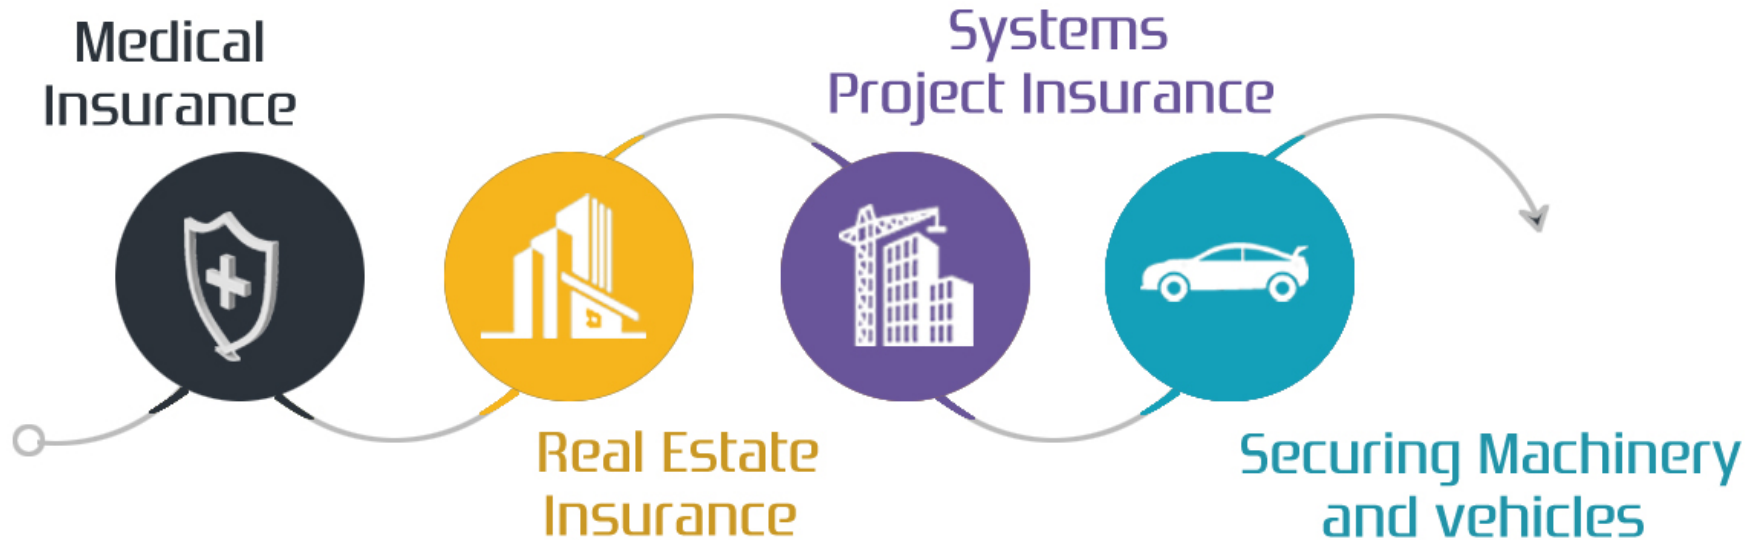 Medical
Insurance
Real Estate
Insurance
Systems
Project Insurance
Securing Machinery
and vehicles